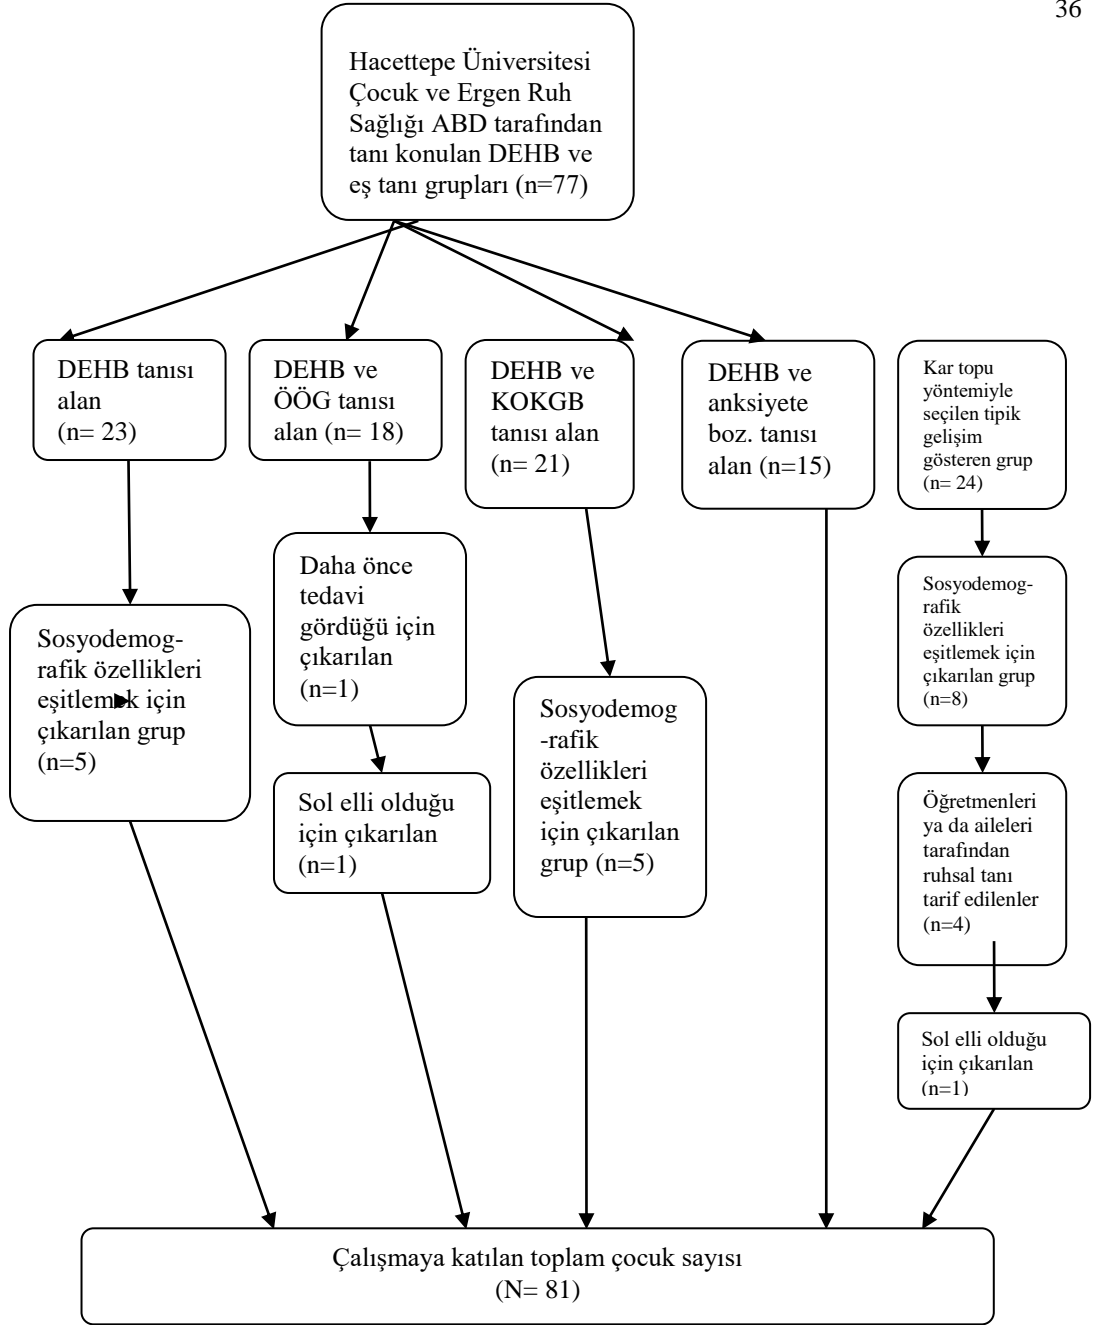 36
Hacettepe Üniversitesi
Çocuk ve Ergen Ruh
Sağlığı ABD tarafından
tanı konulan DEHB ve
eş tanı grupları (n=77)
DEHB tanısı
alan
(n= 23)
DEHB ve
ÖÖG tanısı
alan (n= 18)
DEHB ve
KOKGB
tanısı alan
(n= 21)
DEHB ve
anksiyete
boz. tanısı
alan (n=15)
Kar topu
yöntemiyle
seçilen tipik
gelişim
gösteren grup
(n= 24)
Daha önce
tedavi
gördüğü için
çıkarılan
(n=1)
Sosyodemog-
rafik
özellikleri
eşitlemek için
çıkarılan grup
(n=8)
Sosyodemog-
rafik özellikleri
eşitlemek için
çıkarılan grup
(n=5)
Sosyodemog
-rafik
özellikleri
eşitlemek
için çıkarılan
grup (n=5)
Sol elli olduğu
için çıkarılan
(n=1)
Öğretmenleri
ya da aileleri
tarafından
ruhsal tanı
tarif edilenler
(n=4)
Sol elli olduğu
için çıkarılan
(n=1)
Çalışmaya katılan toplam çocuk sayısı
(N= 81)